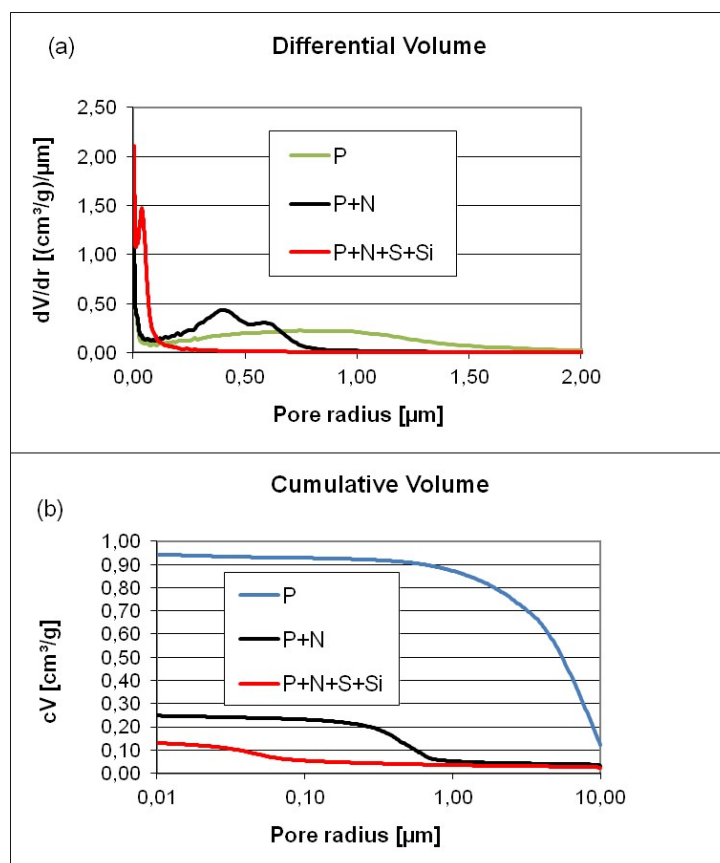 (a)
Differential Volume
2,50
2,00
1,50
1,00
0,50
0,00
dV/dr [(cm³/g)/µm]
P
P+N
P+N+S+Si
0,00 0,50 1,00 1,50 2,00
Pore radius [µm]
Cumulative Volume
(b)
1,00
0,90
0,80
0,70
0,60
0,50
0,40
0,30
0,20
0,10
0,00
cV [cm³/g]
P
P+N
P+N+S+Si
0,01 0,10 1,00 10,00
Pore radius [µm]